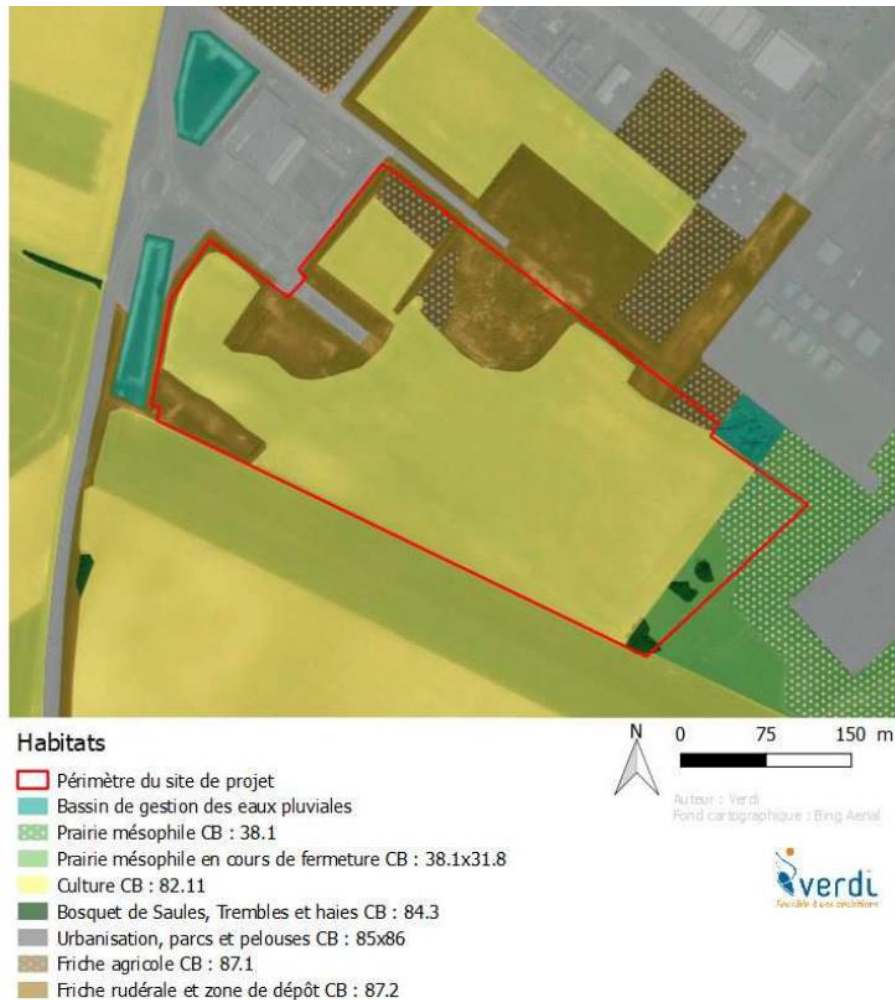 Habitats
Périmètre du site de projet
Bassin de gestion des eaux pluviales
Prairie mésophile CB : 38.1
Prairie mésophile en cours de fermeture CB : 38.1x31.8
Culture CB : 82.11
Bosquet de Saules, Trembles et haies CB : 84.3
Urbanisation, parcs et pelouses CB : 85x86
Friche agricole CB : 87.1
Friche rudérale et zone de dépôt CB : 87.2
N
0 75 150 m
Auteur : Verdi
Fond cartographique : Bing Aerial
verdi